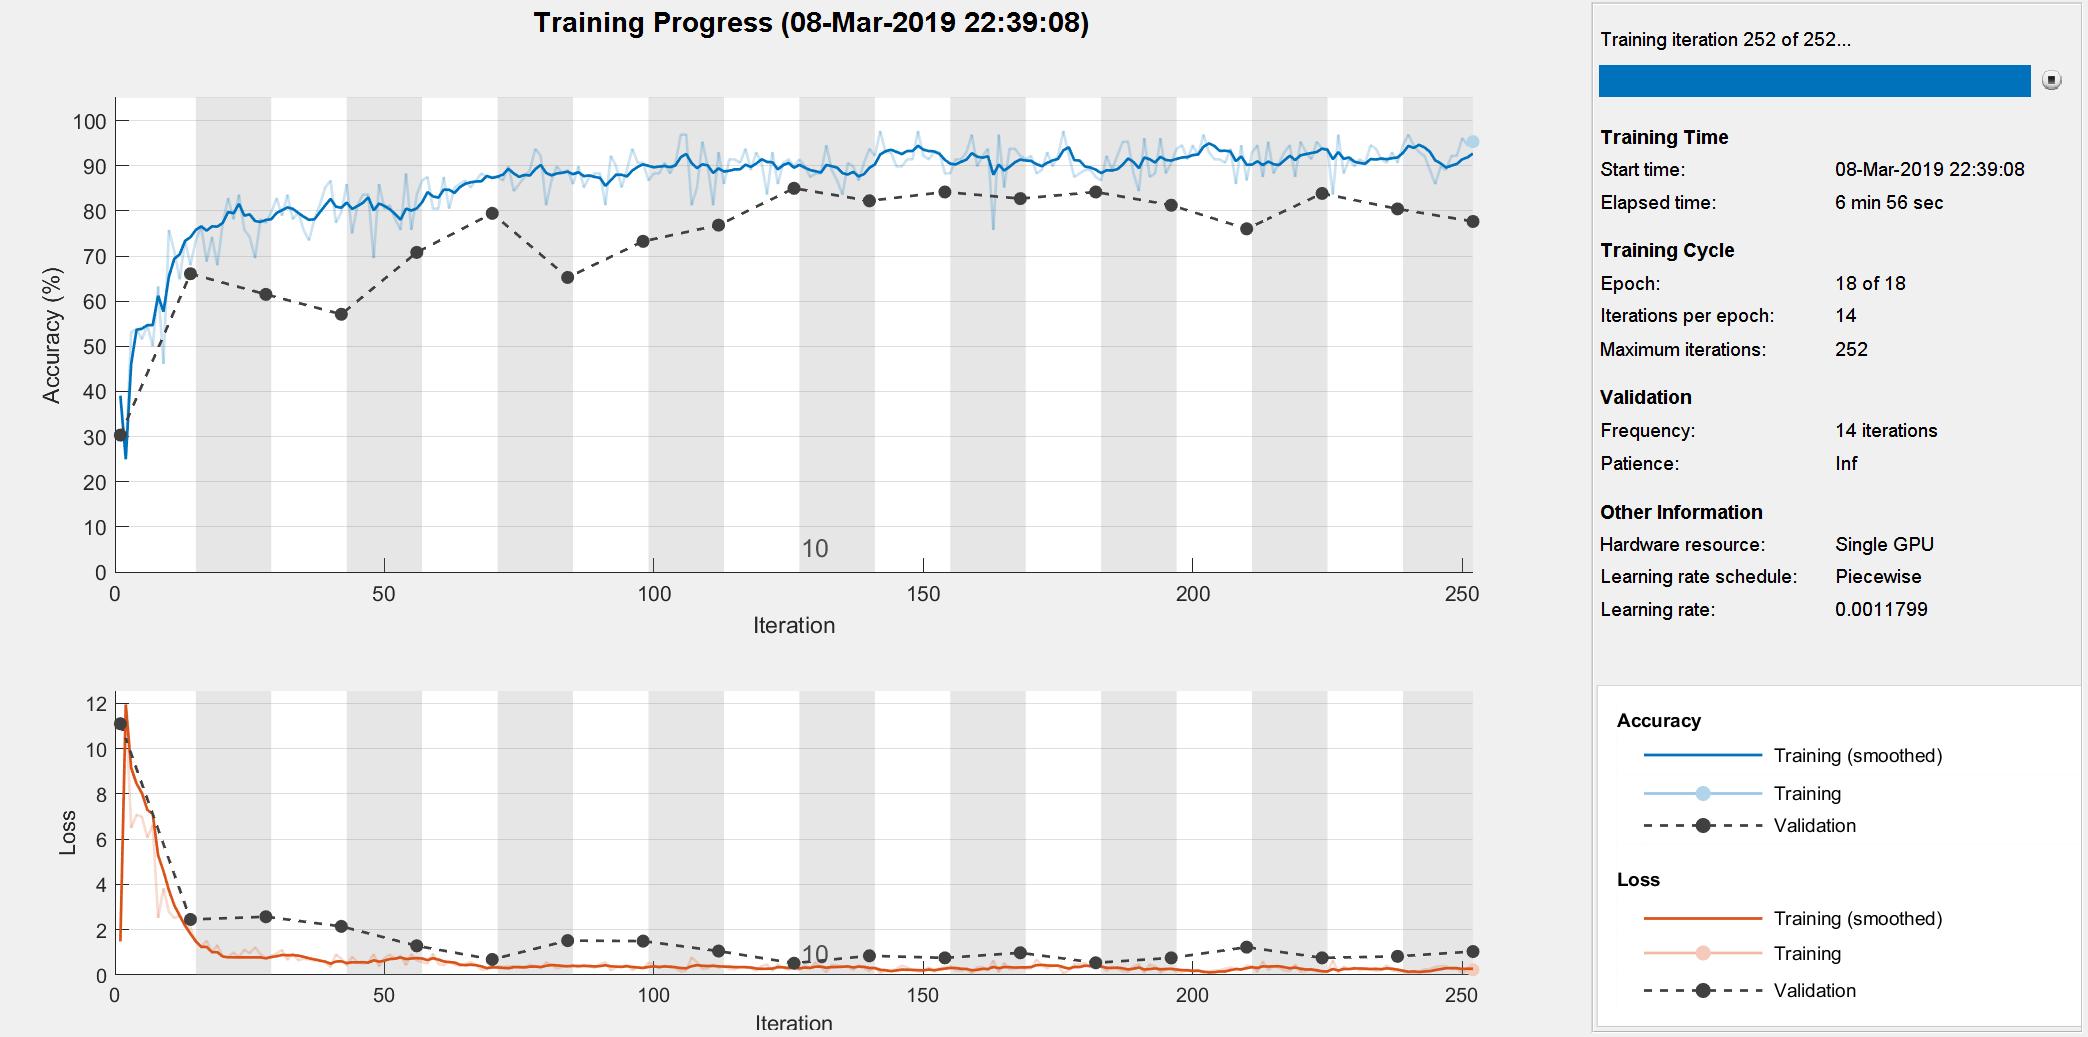 Training Progress (08-Mar-2019 22:39:08)
100
90
80
70
60
50
40
30
20
10
0
Accuracy (%)
10
0 50 100 150 200 250
Iteration
12
10
8
6
4
2
0
Loss
10
0 50 100 150 200 250
Iteration
Training iteration 252 of 252...
Training Time
Start time: 08-Mar-2019 22:39:08
Elapsed time: 6 min 56 sec
Training Cycle
Epoch: 18 of 18
Iterations per epoch: 14
Maximum iterations: 252
Validation
Frequency: 14 iterations
Patience: Inf
Other Information
Hardware resource: Single GPU
Learning rate schedule: Piecewise
Learning rate: 0.0011799
Accuracy
Training (smoothed)
Training
Validation
Loss
Training (smoothed)
Training
Validation